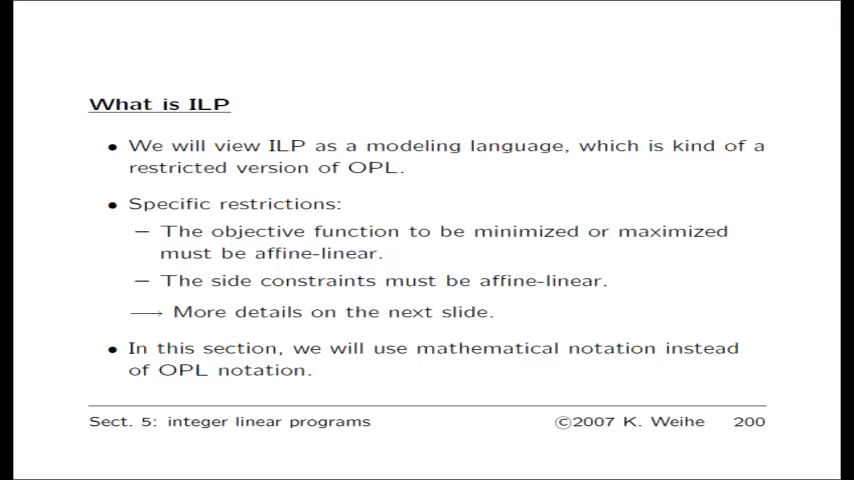 What is ILP
• We will view ILP as a modeling language, which is kind of a
restricted version of OPL.
• Specific restrictions:
– The objective function to be minimized or maximized
must be affine-linear.
– The side constraints must be affine-linear.
⟶ More details on the next slide.
• In this section, we will use mathematical notation instead
of OPL notation.
Sect. 5: integer linear programs ©2007 K. Weihe 200